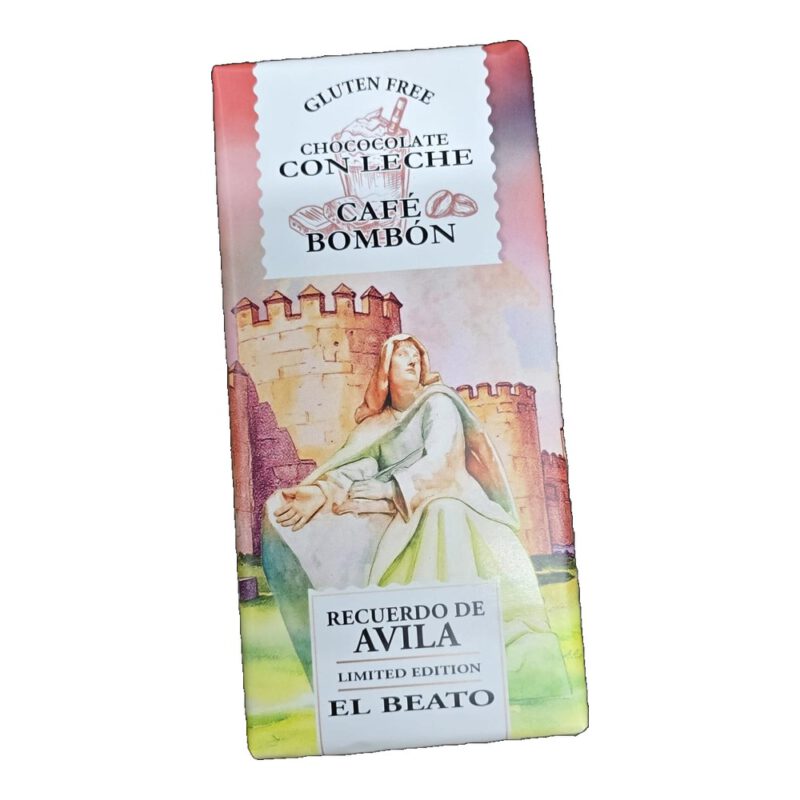 GLUTEN FREE
CHOCOCOLATE
CON LECHE
CAFÉ
BOMBÓN
RECUERDO DE
AVILA
LIMITED EDITION
EL BEATO